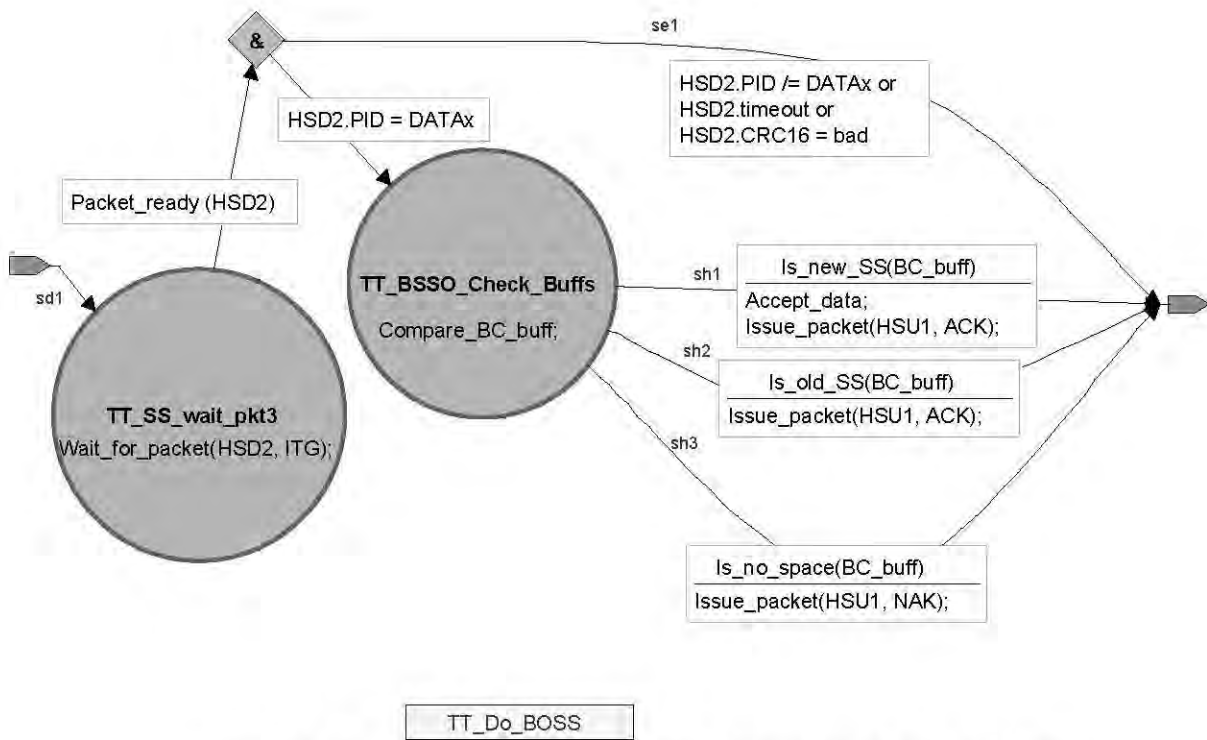 se1
&
HSD2.PID /= DATAx or
HSD2.timeout or
HSD2.CRC16 = bad
HSD2.PID = DATAx
Packet_ready (HSD2)
sd1
TT_SS_wait_pkt3
Wait_for_packet(HSD2, ITG);
TT_BSSO_Check_Buffs
Compare_BC_buff;
sh1
Is_new_SS(BC_buff)
Accept_data;
Issue_packet(HSU1, ACK);
sh2
Is_old_SS(BC_buff)
Issue_packet(HSU1, ACK);
sh3
Is_no_space(BC_buff)
Issue_packet(HSU1, NAK);
TT_Do_BOSS